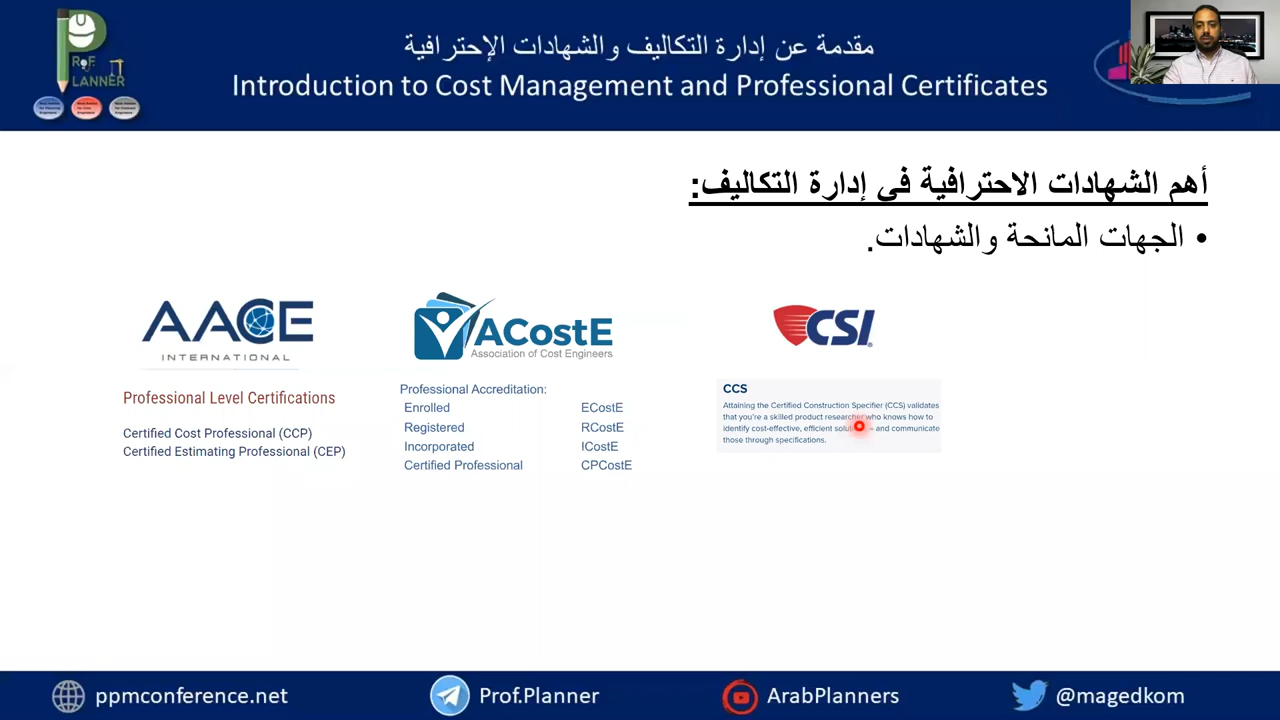 Prof.
PLANNER
مقدمة عن إدارة التكاليف والشهادات الإحترافية
Introduction to Cost Management and Professional Certificates
أهم الشهادات الاحترافية في إدارة التكاليف:
• الجهات المانحة والشهادات.
AACE
INTERNATIONAL
Professional Level Certifications
Certified Cost Professional (CCP)
Certified Estimating Professional (CEP)
ACostE
Association of Cost Engineers
Professional Accreditation:
Enrolled ECostE
Registered RCostE
Incorporated ICostE
Certified Professional CPCostE
CSI
CCS
Attaining the Certified Construction Specifier (CCS) validates
that you're a skilled product researcher who knows how to
identify cost-effective, efficient – and communicate
those through specifications.
ppmconference.net
Prof.Planner
ArabPlanners
@magedkom